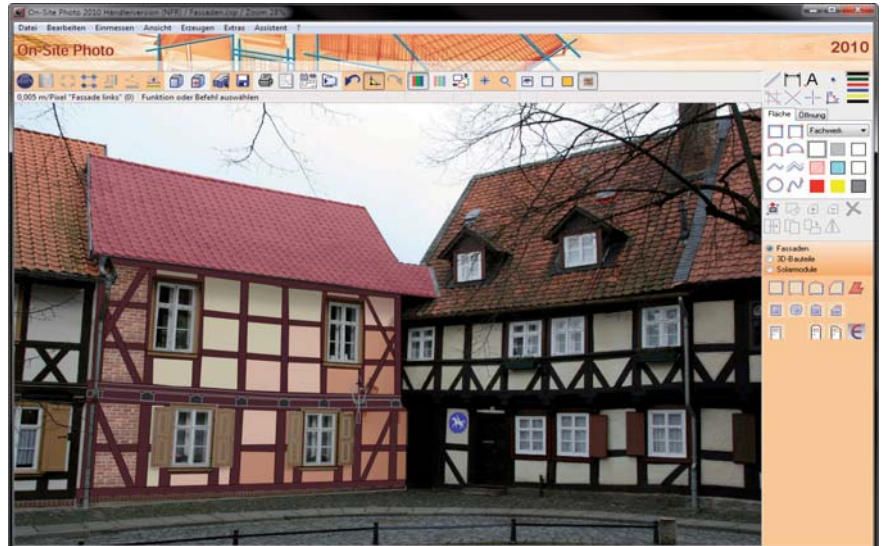 On-Site Photo 2010 Händlerversion (NFR) / Fassaden.osp / Zoom 28%
Datei Bearbeiten Einmessen Ansicht Erzeugen Extras Assistent ?
On-Site Photo
2010
0,005 m/Pixel "Fassade links" (0) Funktion oder Befehl auswählen
A
Fläche Öffnung
Fachwerk
Fassaden
3D-Bauteile
Solarmodule